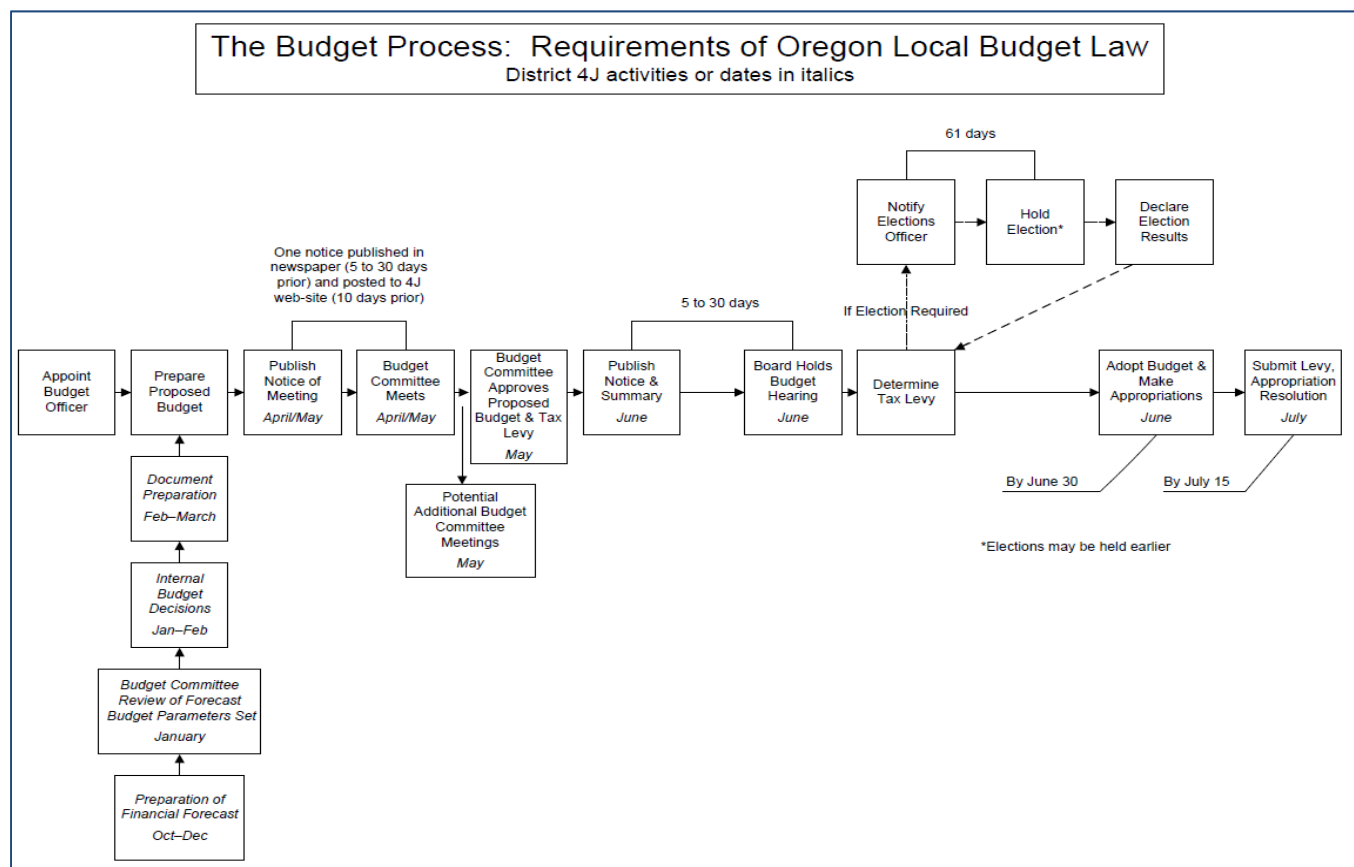 The Budget Process: Requirements of Oregon Local Budget Law
District 4J activities or dates in italics
61 days
Notify
Elections
Officer
Hold
Election*
Declare
Election
Results
One notice published in
newspaper (5 to 30 days
prior) and posted to 4J
web-site (10 days prior)
5 to 30 days
If Election Required
Appoint
Budget
Officer
Prepare
Proposed
Budget
Publish
Notice of
Meeting
April/May
Budget
Committee
Meets
April/May
Budget
Committee
Approves
Proposed
Budget & Tax
Levy
May
Publish
Notice &
Summary
June
Board Holds
Budget
Hearing
June
Determine
Tax Levy
Adopt Budget &
Make
Appropriations
June
Submit Levy,
Appropriation
Resolution
July
By June 30
By July 15
Document
Preparation
Feb–March
Potential
Additional Budget
Committee
Meetings
May
*Elections may be held earlier
Internal
Budget
Decisions
Jan–Feb
Budget Committee
Review of Forecast
Budget Parameters Set
January
Preparation of
Financial Forecast
Oct–Dec